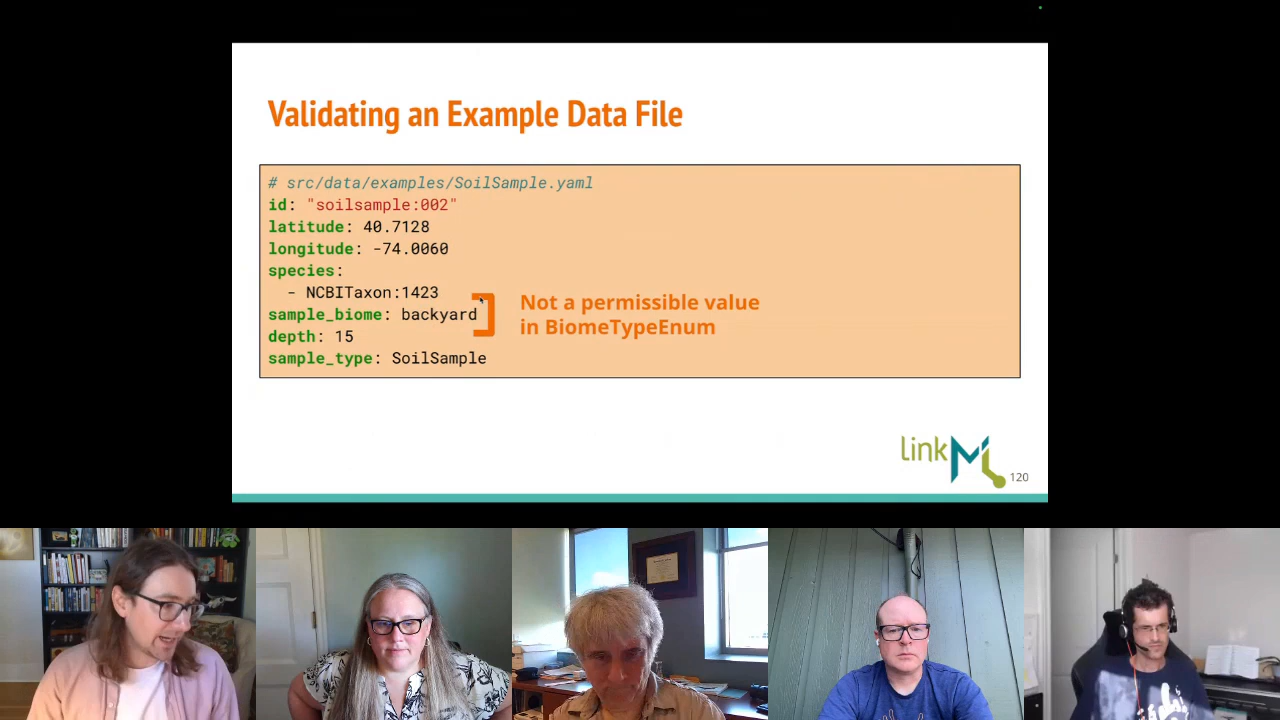 Validating an Example Data File
# src/data/examples/SoilSample.yaml
id: "soilsample:002"
latitude: 40.7128
longitude: -74.0060
species:
  - NCBITaxon:1423
sample_biome: backyard
depth: 15
sample_type: SoilSample
Not a permissible value
in BiomeTypeEnum
linkML
120